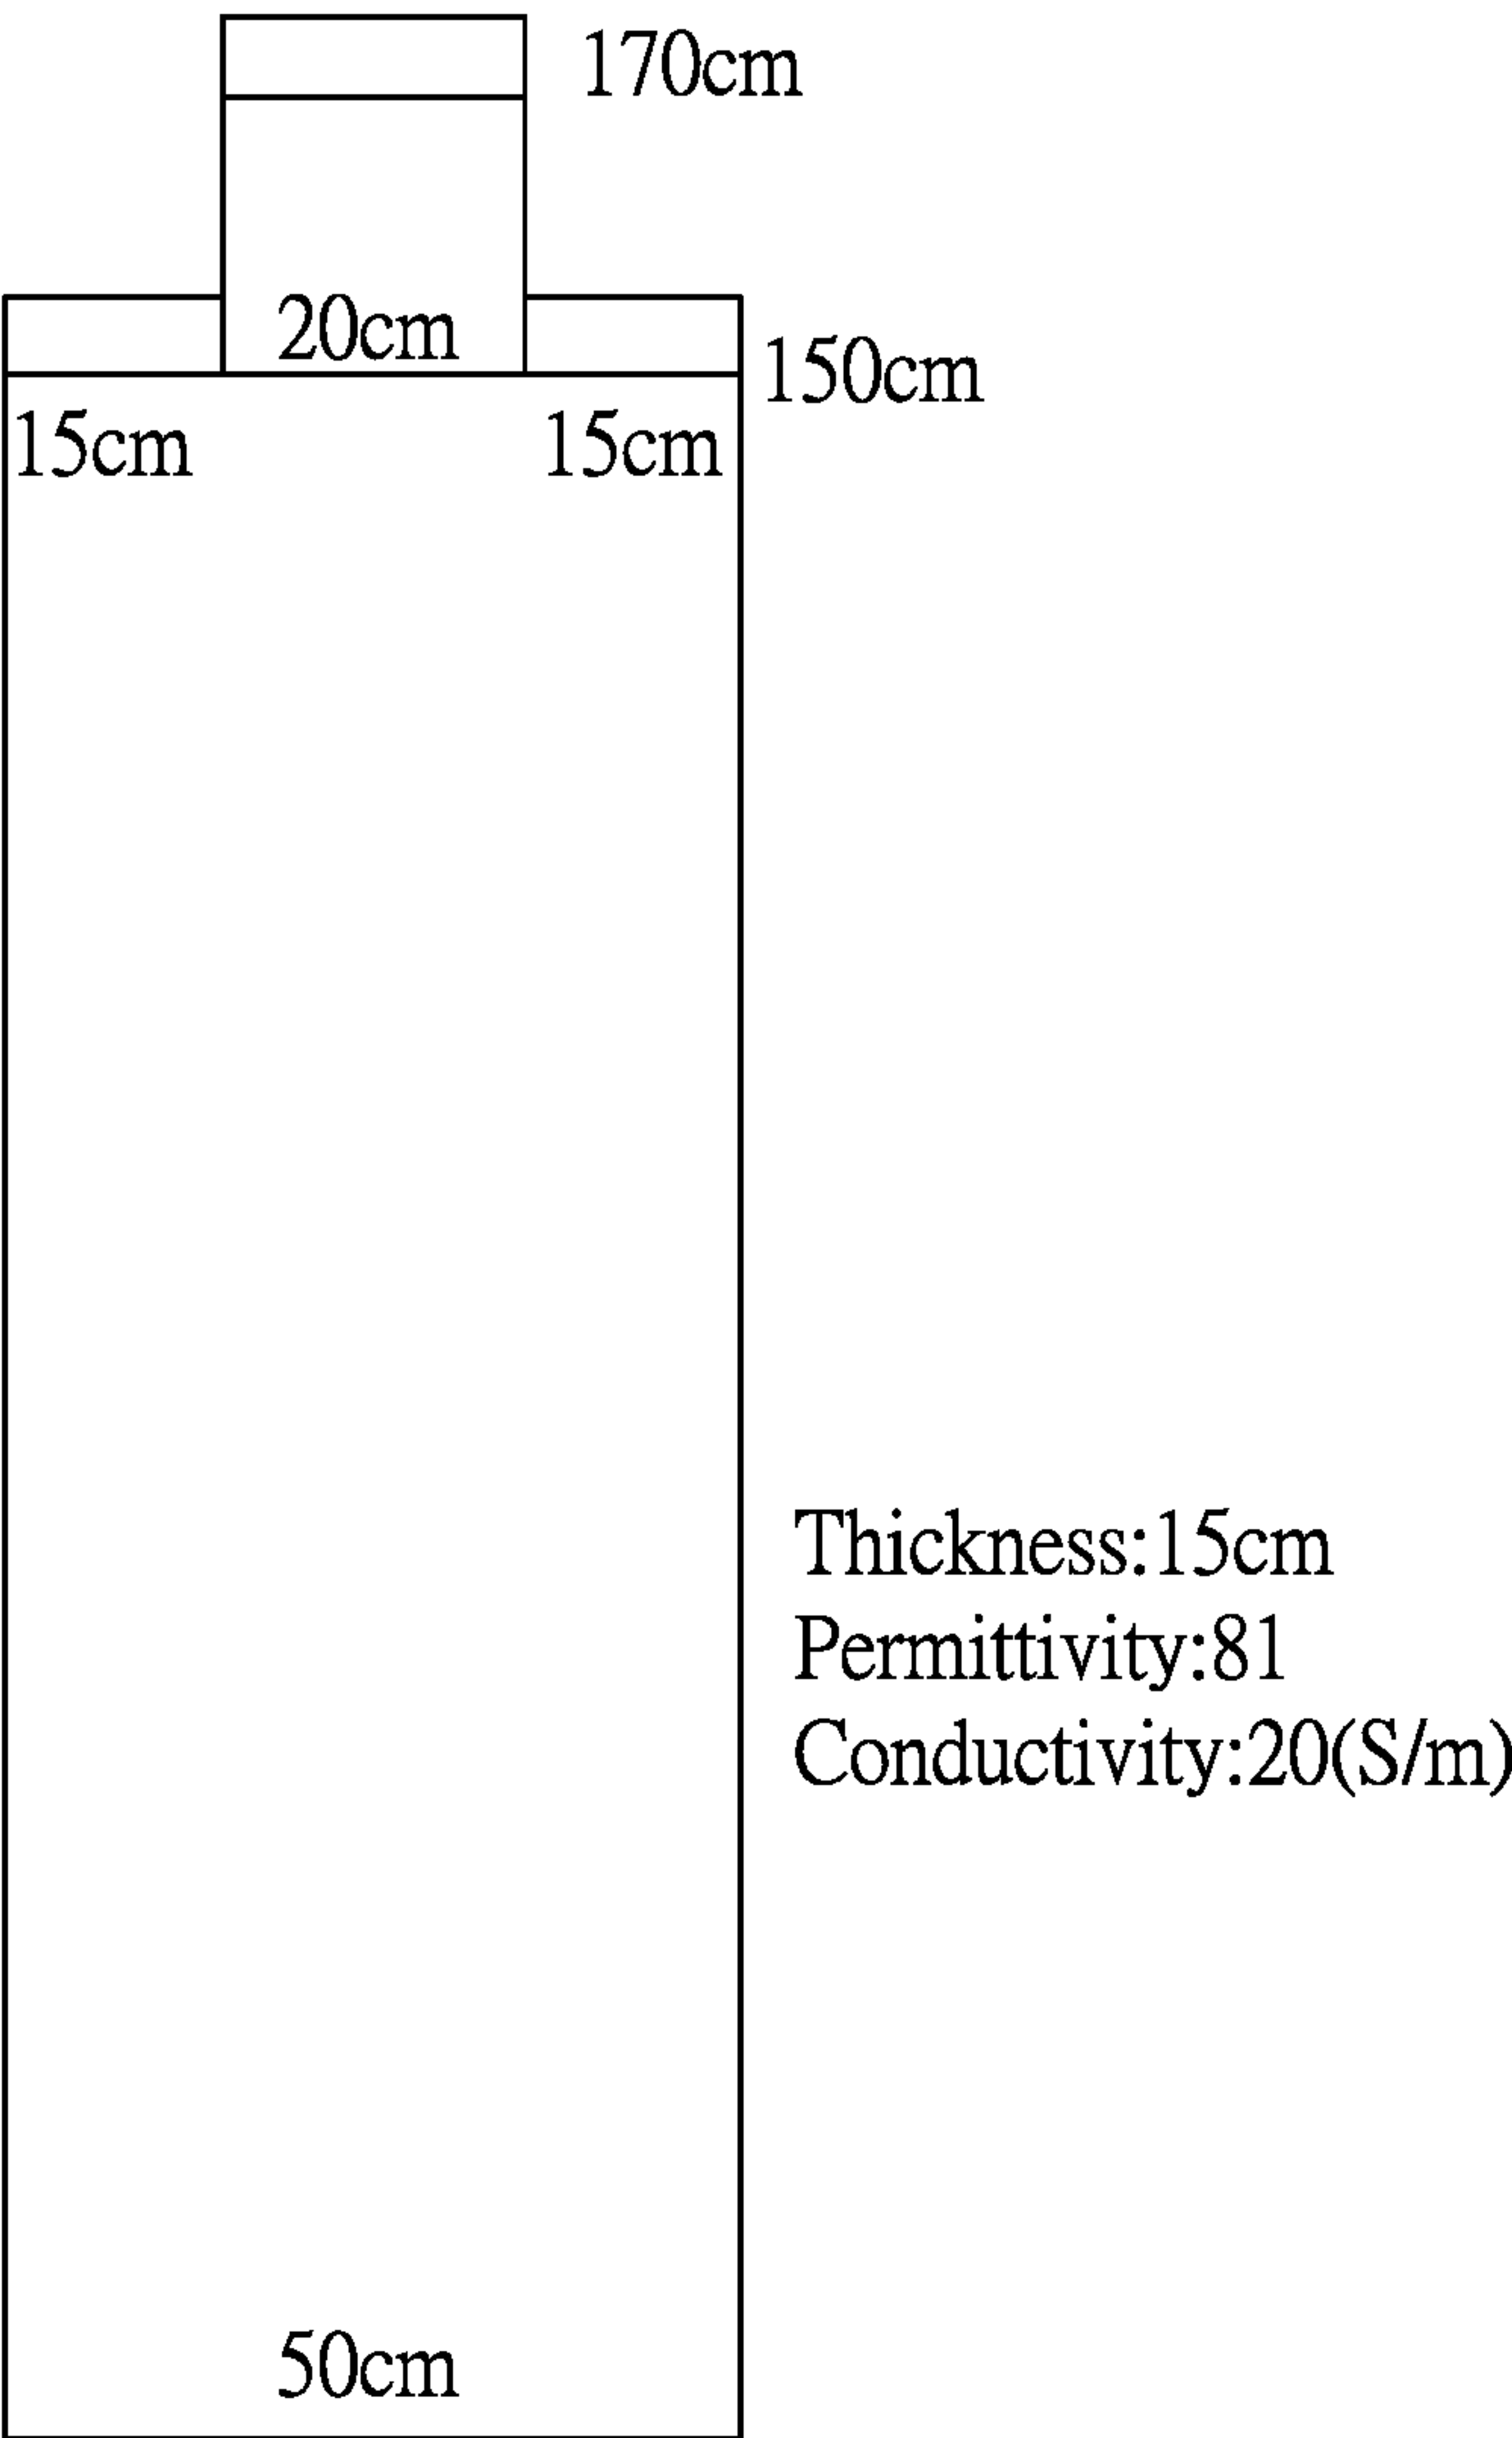 170cm
20cm
150cm
15cm 15cm
Thickness:15cm
Permittivity:81
Conductivity:20(S/m)
50cm